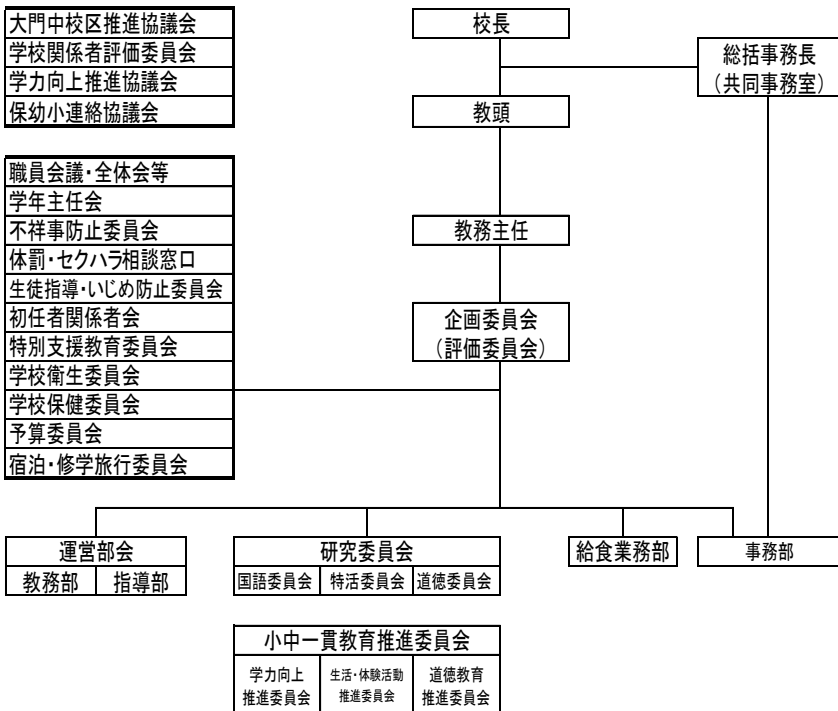 大門中校区推進協議会
学校関係者評価委員会
学力向上推進協議会
保幼小連絡協議会
校長
総括事務長
（共同事務室）
教頭
職員会議・全体会等
学年主任会
不祥事防止委員会
体罰・セクハラ相談窓口
生徒指導・いじめ防止委員会
初任者関係者会
特別支援教育委員会
学校衛生委員会
学校保健委員会
予算委員会
宿泊・修学旅行委員会
教務主任
企画委員会
（評価委員会）
運営部会
教務部 指導部
研究委員会
国語委員会 特活委員会 道徳委員会
給食業務部
事務部
小中一貫教育推進委員会
学力向上
推進委員会
生活・体験活動
推進委員会
道徳教育
推進委員会